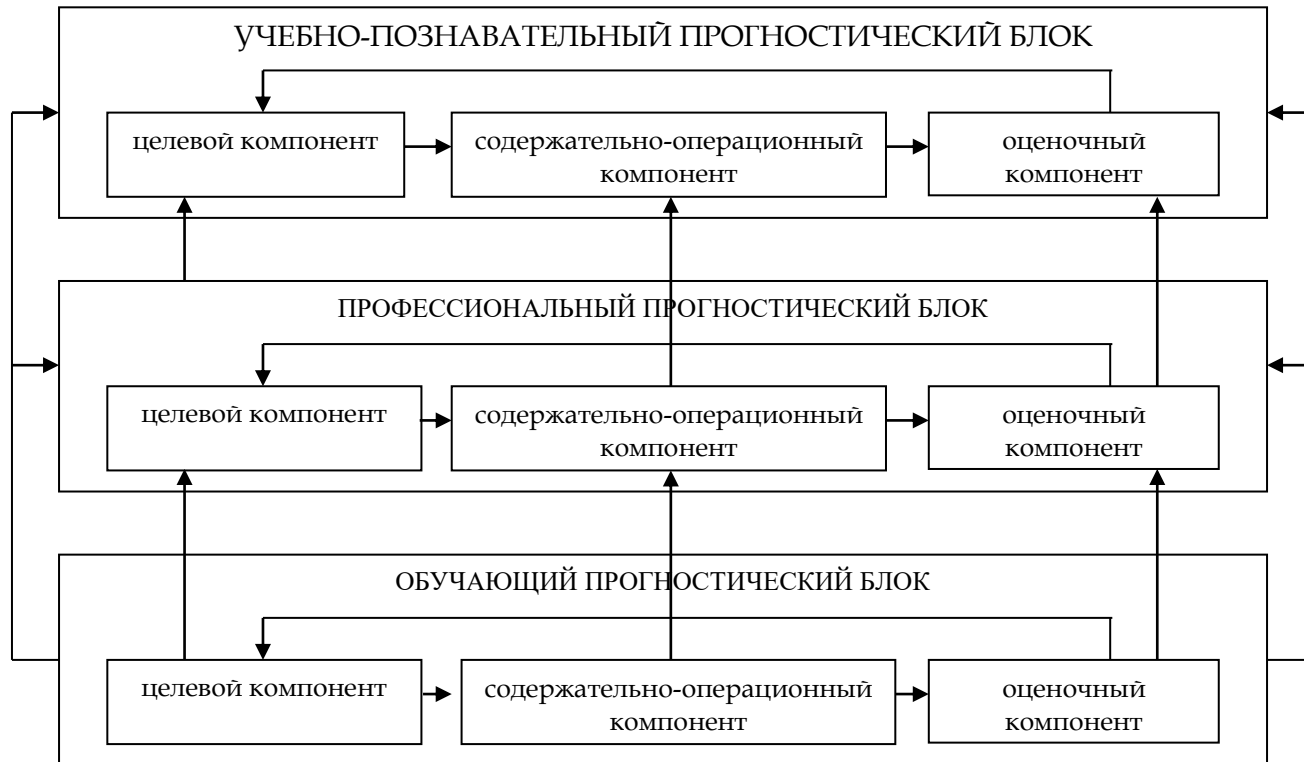 УЧЕБНО-ПОЗНАВАТЕЛЬНЫЙ ПРОГНОСТИЧЕСКИЙ БЛОК
целевой компонент
содержательно-операционный
компонент
оценочный
компонент
ПРОФЕССИОНАЛЬНЫЙ ПРОГНОСТИЧЕСКИЙ БЛОК
целевой компонент
содержательно-операционный
компонент
оценочный
компонент
ОБУЧАЮЩИЙ ПРОГНОСТИЧЕСКИЙ БЛОК
целевой компонент
содержательно-операционный
компонент
оценочный
компонент